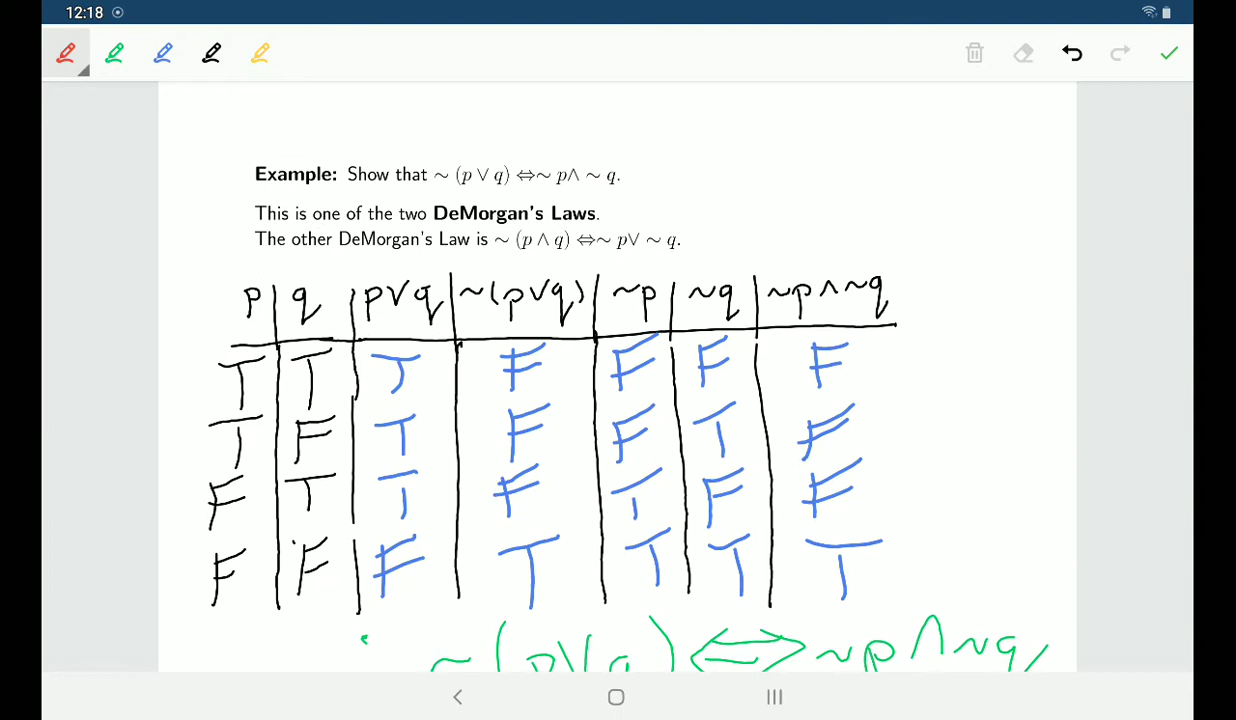 12:18
Example: Show that ∼ (p ∨ q) ⇔∼ p∧ ∼ q.
This is one of the two DeMorgan's Laws.
The other DeMorgan's Law is ∼ (p ∧ q) ⇔∼ p∨ ∼ q.
p q p∨q ~(p∨q) ~p ~q ~p∧~q
T T T F F F F
T F T F F T F
F T T F T F F
F F F T T T T
~(p∨q) ⇔ ~p∧~q